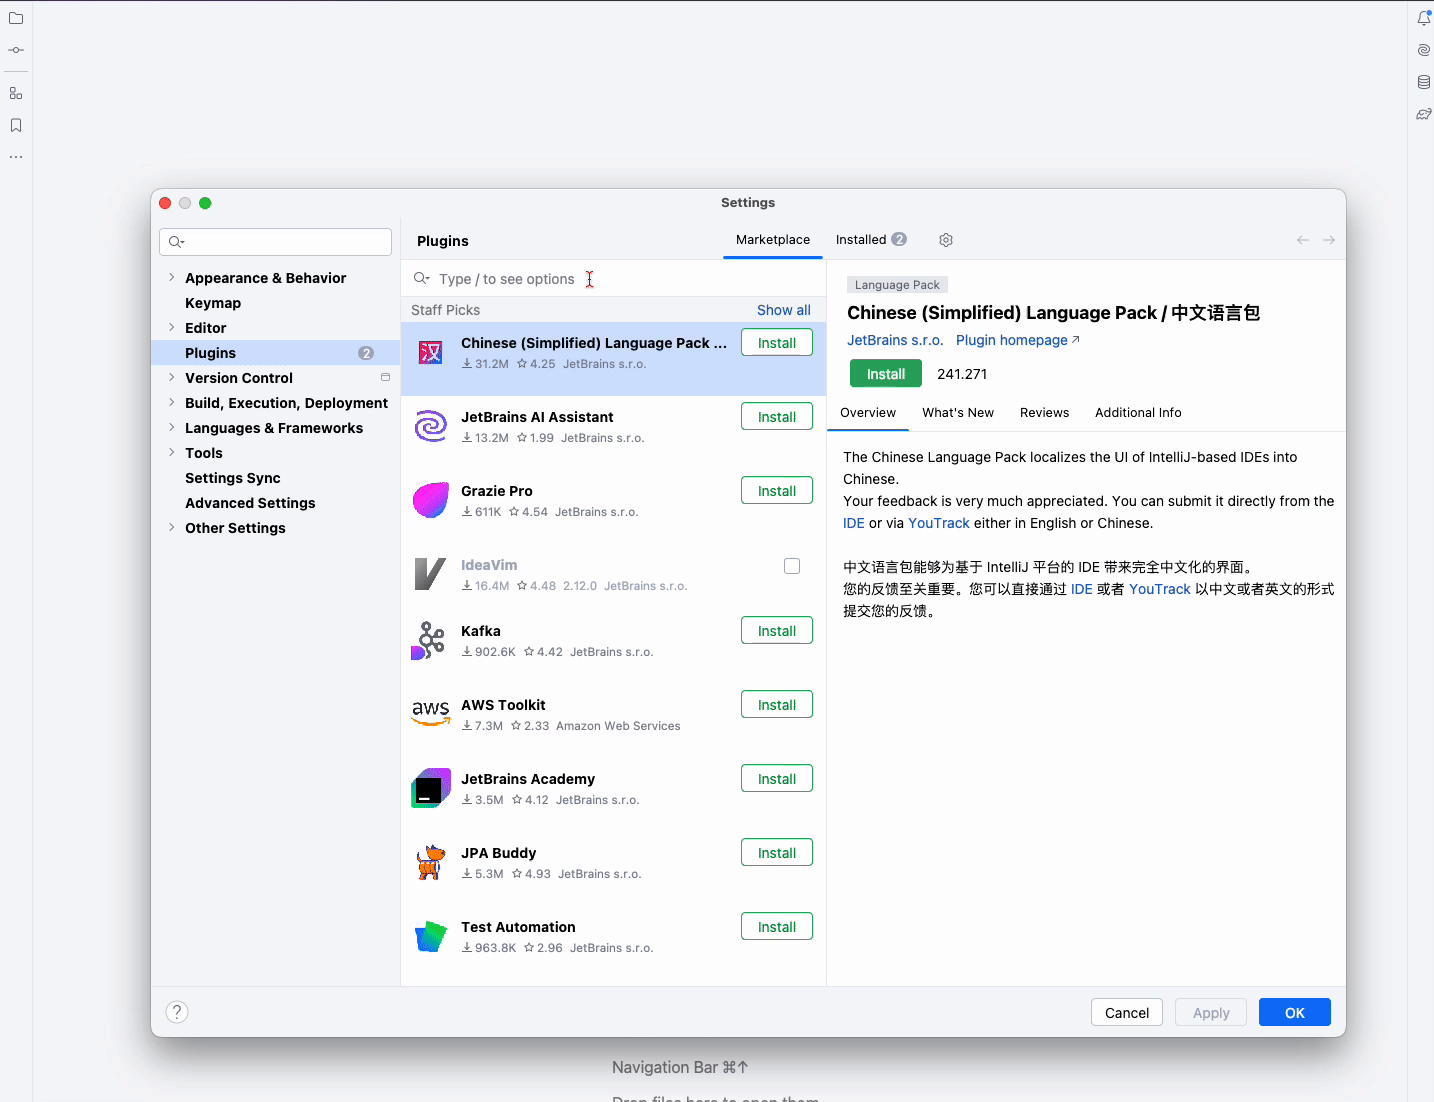 Settings
Appearance & Behavior
Keymap
Editor
Plugins 2
Version Control
Build, Execution, Deployment
Languages & Frameworks
Tools
Settings Sync
Advanced Settings
Other Settings
Plugins
Marketplace
Installed 2
Type / to see options
Staff Picks
Show all
汉
Chinese (Simplified) Language Pack ...
31.2M 4.25 JetBrains s.r.o.
Install
JetBrains AI Assistant
13.2M 1.99 JetBrains s.r.o.
Install
Grazie Pro
611K 4.54 JetBrains s.r.o.
Install
IdeaVim
16.4M 4.48 2.12.0 JetBrains s.r.o.
Kafka
902.6K 4.42 JetBrains s.r.o.
Install
aws
AWS Toolkit
7.3M 2.33 Amazon Web Services
Install
JetBrains Academy
3.5M 4.12 JetBrains s.r.o.
Install
JPA Buddy
5.3M 4.93 JetBrains s.r.o.
Install
Test Automation
963.8K 2.96 JetBrains s.r.o.
Install
Language Pack
Chinese (Simplified) Language Pack / 中文语言包
JetBrains s.r.o. Plugin homepage ↗
Install 241.271
Overview What's New Reviews Additional Info
The Chinese Language Pack localizes the UI of IntelliJ-based IDEs into
Chinese.
Your feedback is very much appreciated. You can submit it directly from the
IDE or via YouTrack either in English or Chinese.
中文语言包能够为基于 IntelliJ 平台的 IDE 带来完全中文化的界面。
您的反馈至关重要。您可以直接通过 IDE 或者 YouTrack 以中文或者英文的形式
提交您的反馈。
?
Cancel
Apply
OK
Navigation Bar ⌘↑
Drop files here to open them